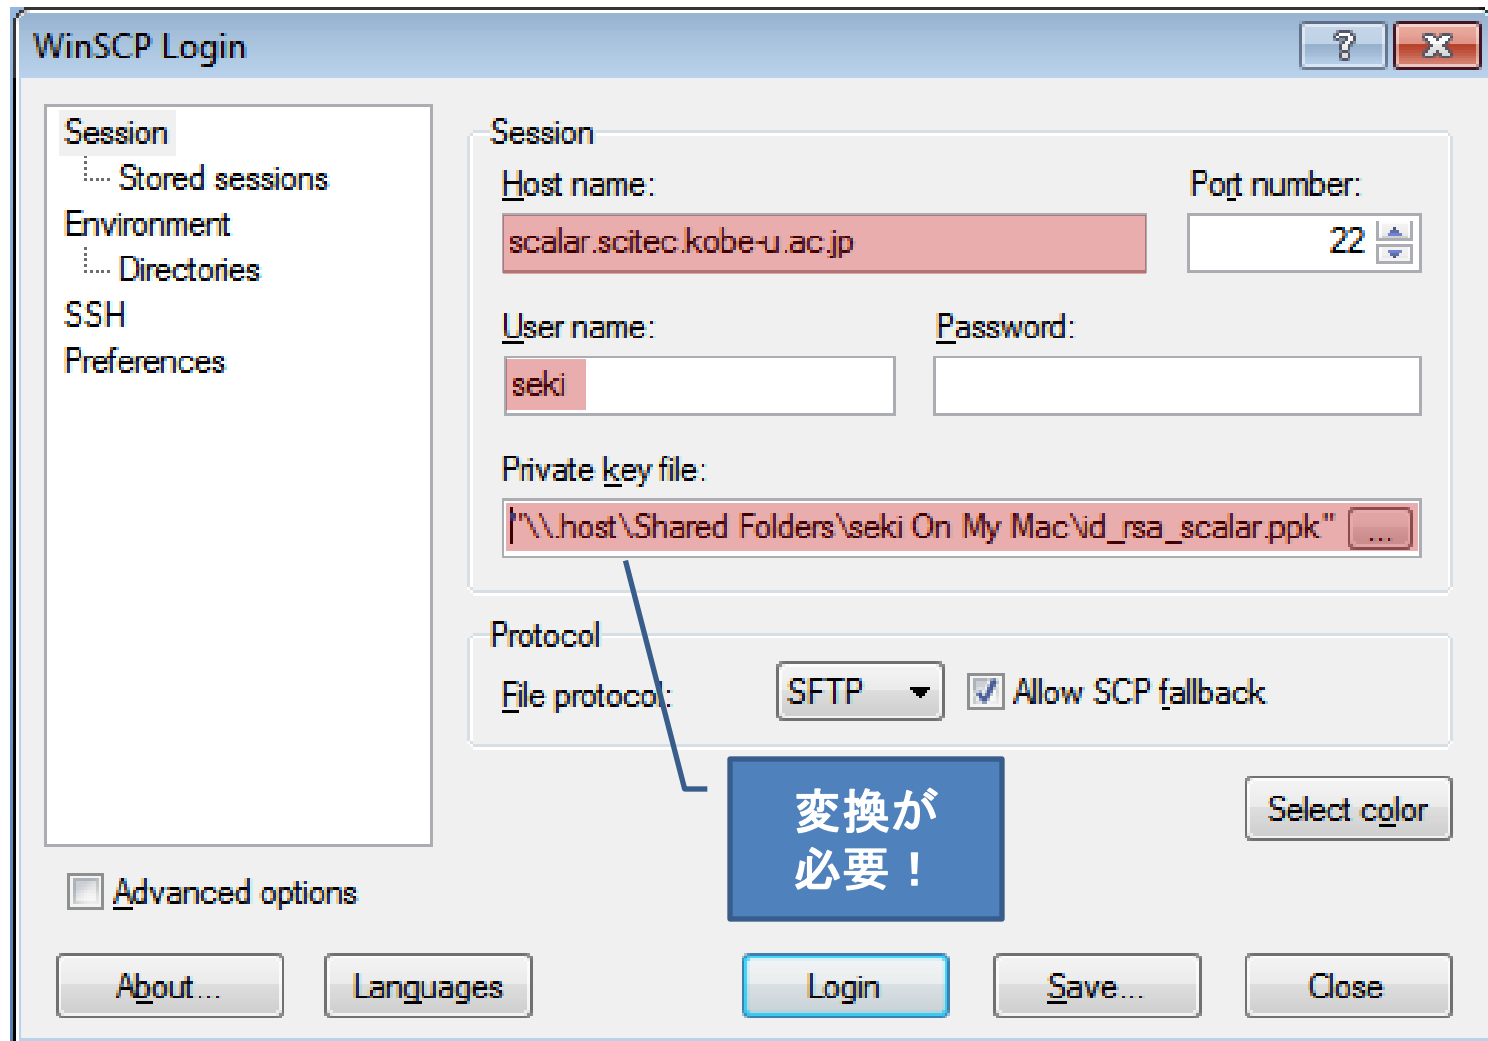 WinSCP Login
Session
Stored sessions
Environment
Directories
SSH
Preferences
Session
Host name:
Port number:
scalar.scitec.kobe-u.ac.jp
22
User name:
Password:
seki
Private key file:
"\\.host\Shared Folders\seki On My Mac\id_rsa_scalar.ppk"
...
Protocol
File protocol:
SFTP
Allow SCP fallback
変換が
必要！
Select color
Advanced options
About...
Languages
Login
Save...
Close